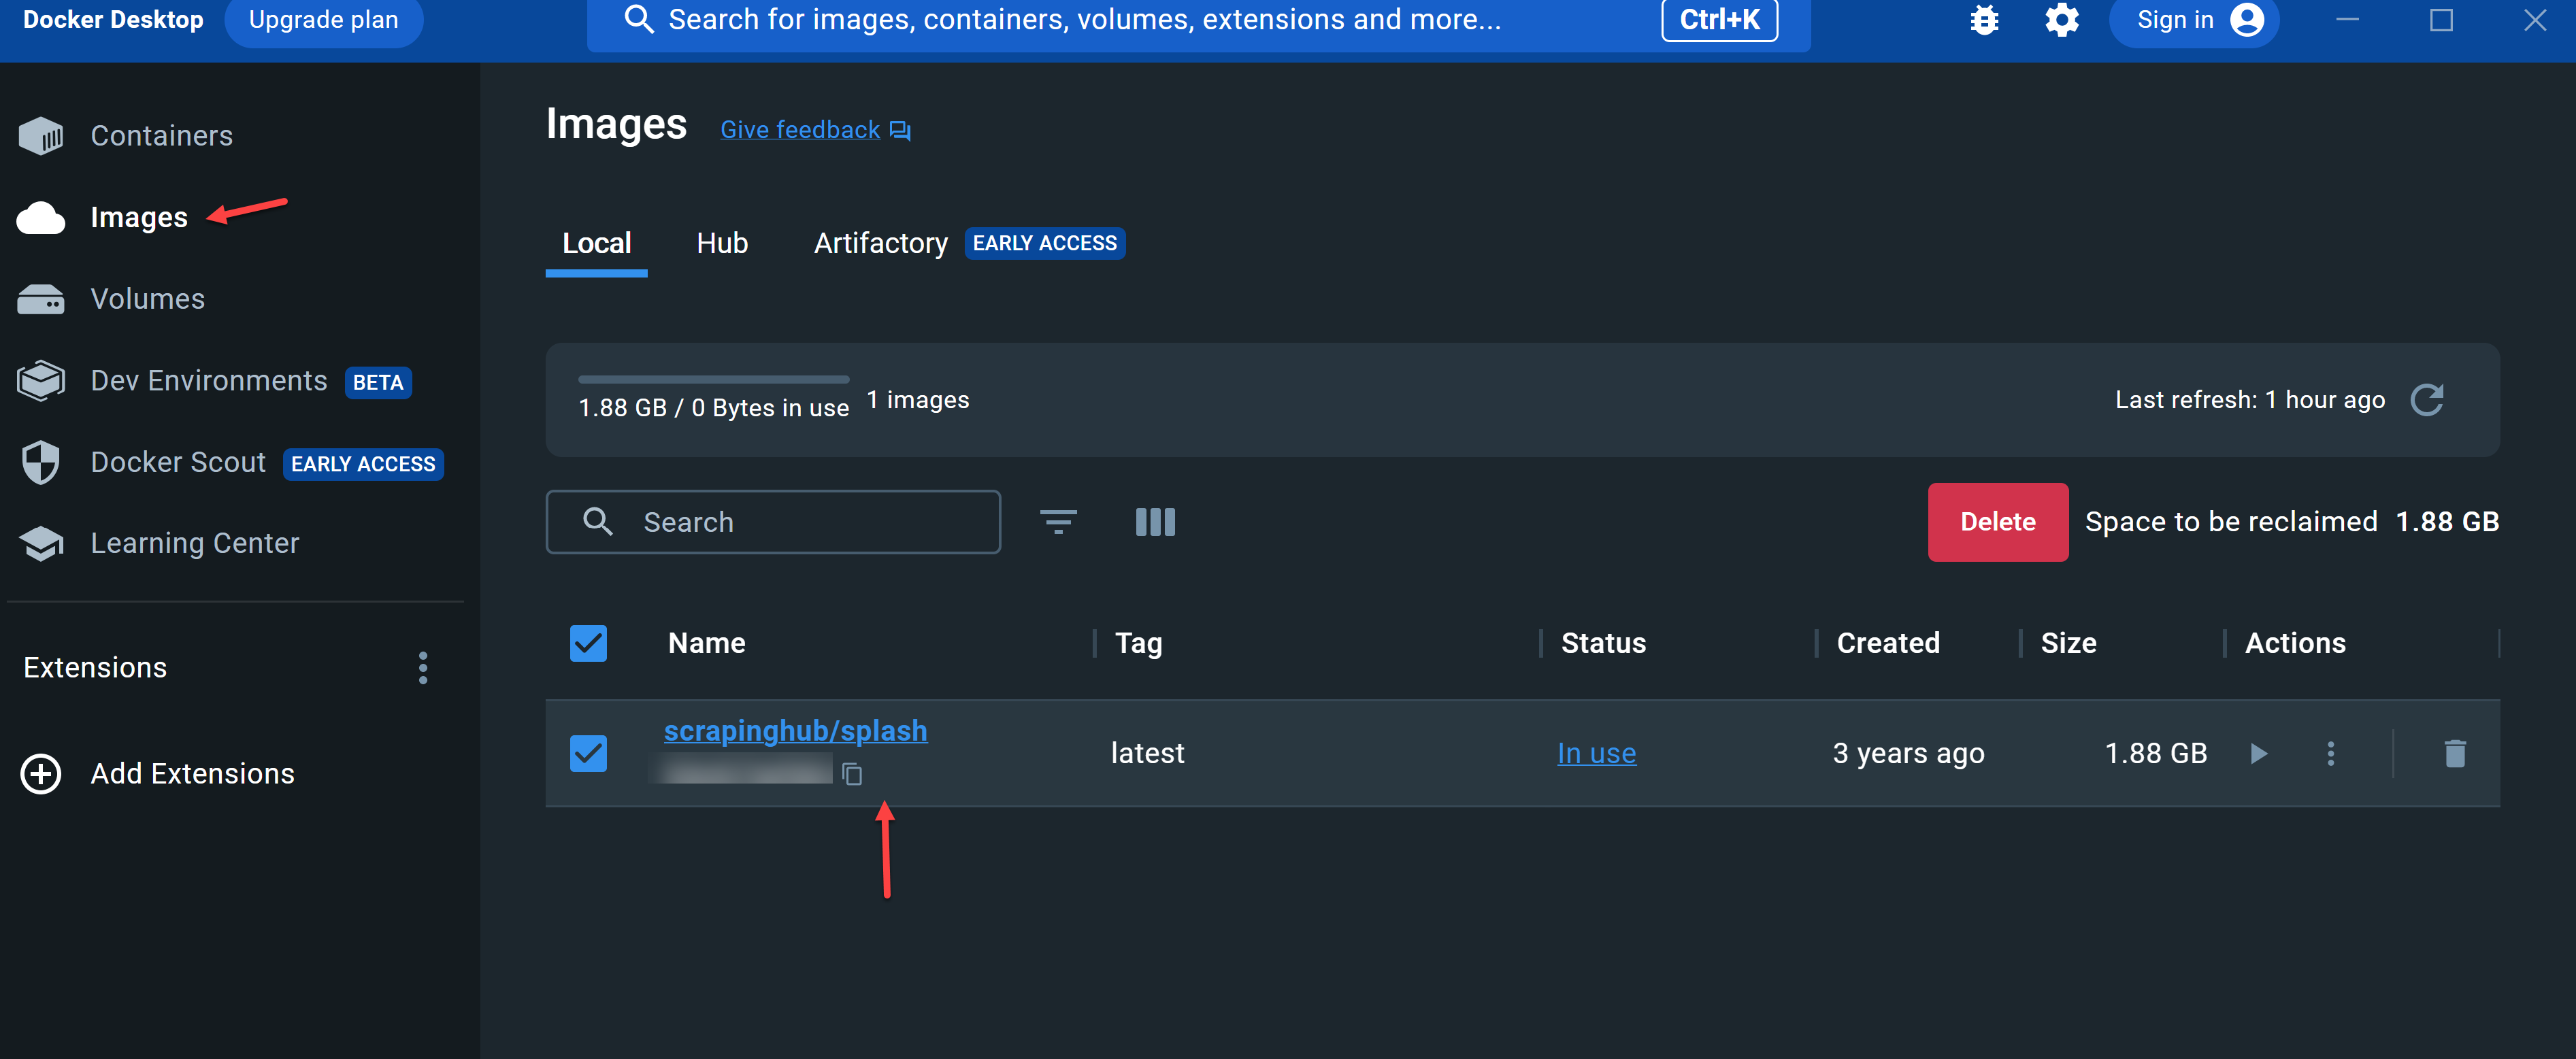 Docker Desktop Upgrade plan Search for images, containers, volumes, extensions and more... Ctrl+K Sign in
Containers
Images
Volumes
Dev Environments BETA
Docker Scout EARLY ACCESS
Learning Center
Extensions
Add Extensions
Images Give feedback
Local Hub Artifactory EARLY ACCESS
1.88 GB / 0 Bytes in use 1 images Last refresh: 1 hour ago
Search Delete Space to be reclaimed 1.88 GB
Name Tag Status Created Size Actions
scrapinghub/splash latest In use 3 years ago 1.88 GB